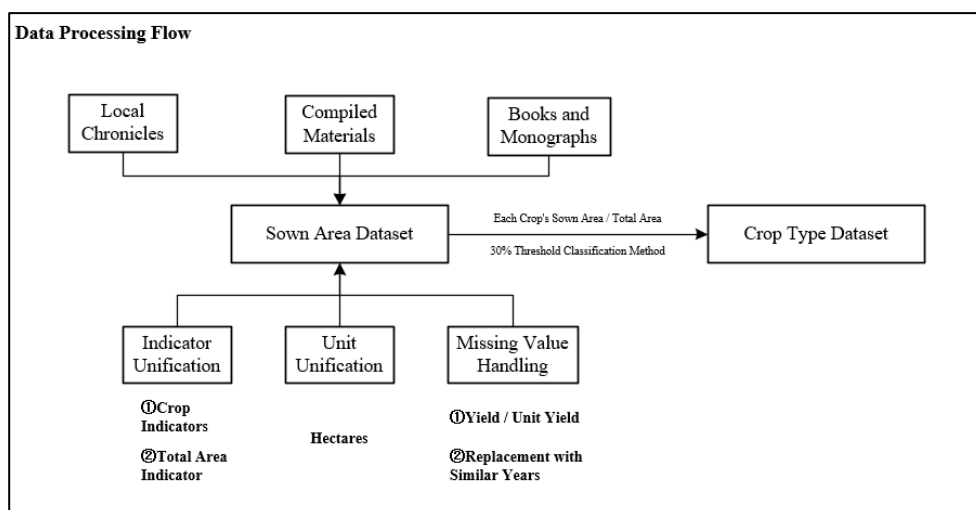 Data Processing Flow
Local
Chronicles
Compiled
Materials
Books and
Monographs
Sown Area Dataset
Each Crop's Sown Area / Total Area
30% Threshold Classification Method
Crop Type Dataset
Indicator
Unification
Unit
Unification
Missing Value
Handling
①Crop
Indicators
②Total Area
Indicator
Hectares
①Yield / Unit Yield
②Replacement with
Similar Years